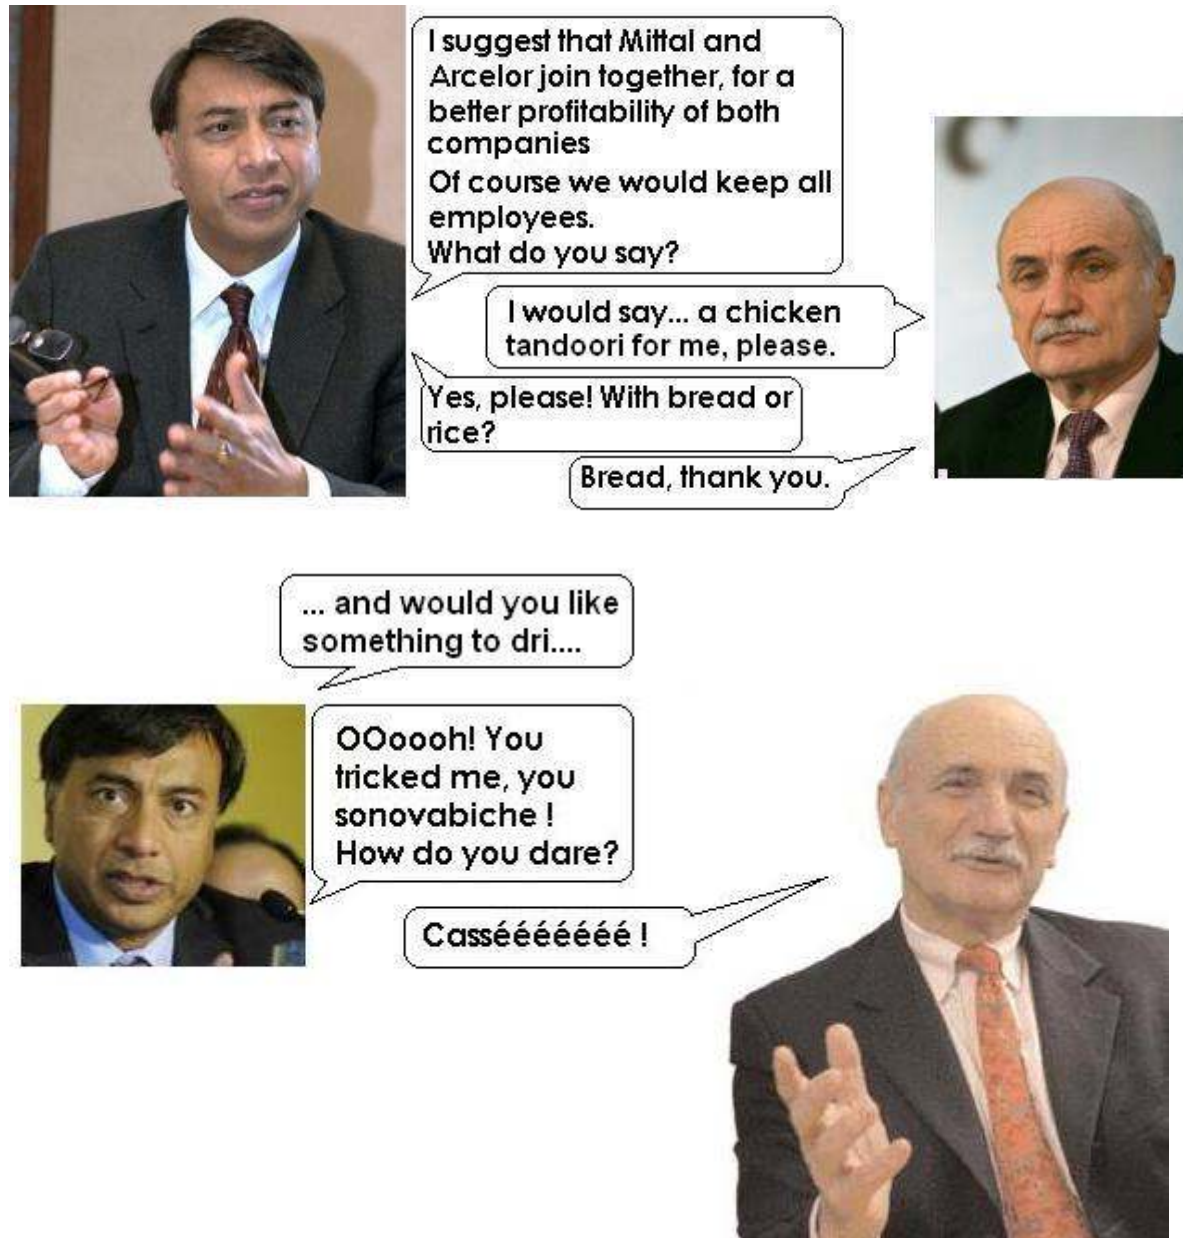 I suggest that Mittal and
Arcelor join together, for a
better profitability of both
companies
Of course we would keep all
employees.
What do you say?
I would say... a chicken
tandoori for me, please.
Yes, please! With bread or
rice?
Bread, thank you.
... and would you like
something to dri....
OOoooh! You
tricked me, you
sonovabiche !
How do you dare?
Cassééééééé !